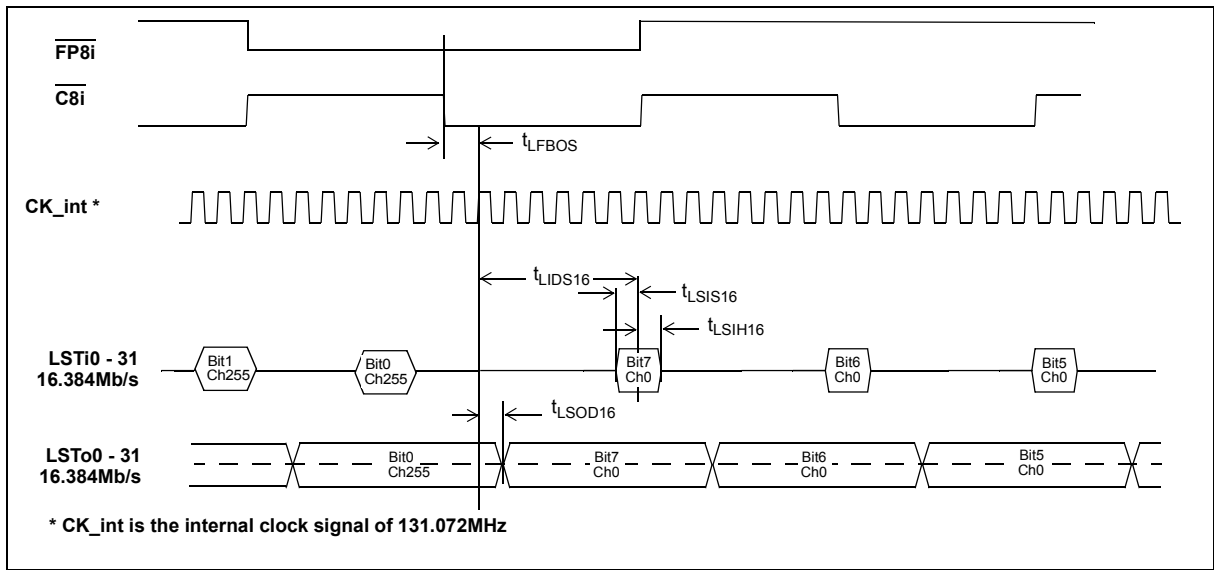 FP8i
C8i
tLFBOS
CK_int *
tLIDS16
tLSIS16
tLSIH16
LSTi0 - 31
16.384Mb/s
Bit1
Ch255
Bit0
Ch255
Bit7
Ch0
Bit6
Ch0
Bit5
Ch0
tLSOD16
LSTo0 - 31
16.384Mb/s
Bit0
Ch255
Bit7
Ch0
Bit6
Ch0
Bit5
Ch0
* CK_int is the internal clock signal of 131.072MHz